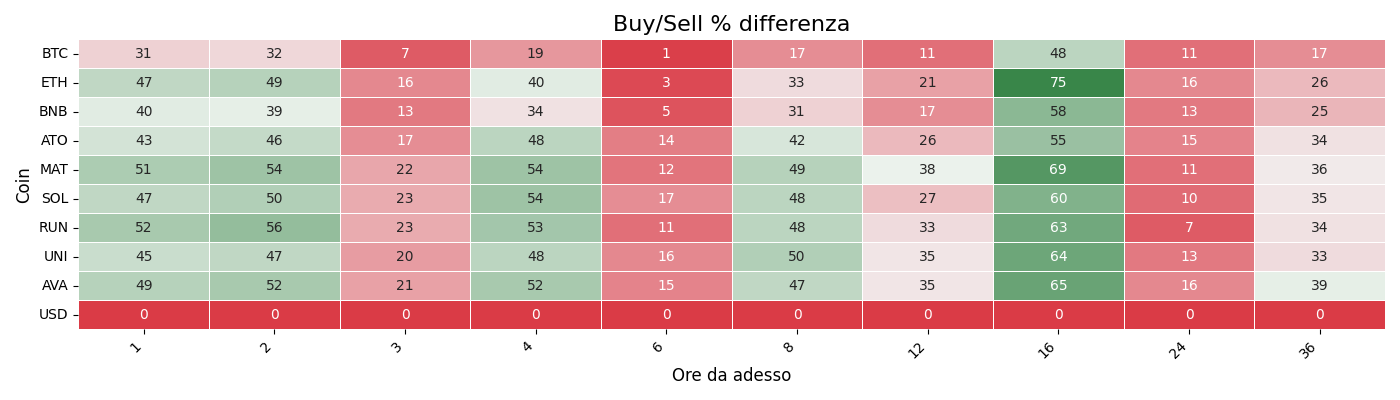 Buy/Sell % differenza
Coin
BTC 31 32 7 19 1 17 11 48 11 17
ETH 47 49 16 40 3 33 21 75 16 26
BNB 40 39 13 34 5 31 17 58 13 25
ATO 43 46 17 48 14 42 26 55 15 34
MAT 51 54 22 54 12 49 38 69 11 36
SOL 47 50 23 54 17 48 27 60 10 35
RUN 52 56 23 53 11 48 33 63 7 34
UNI 45 47 20 48 16 50 35 64 13 33
AVA 49 52 21 52 15 47 35 65 16 39
USD 0 0 0 0 0 0 0 0 0 0
1 2 3 4 6 8 12 16 24 36
Ore da adesso